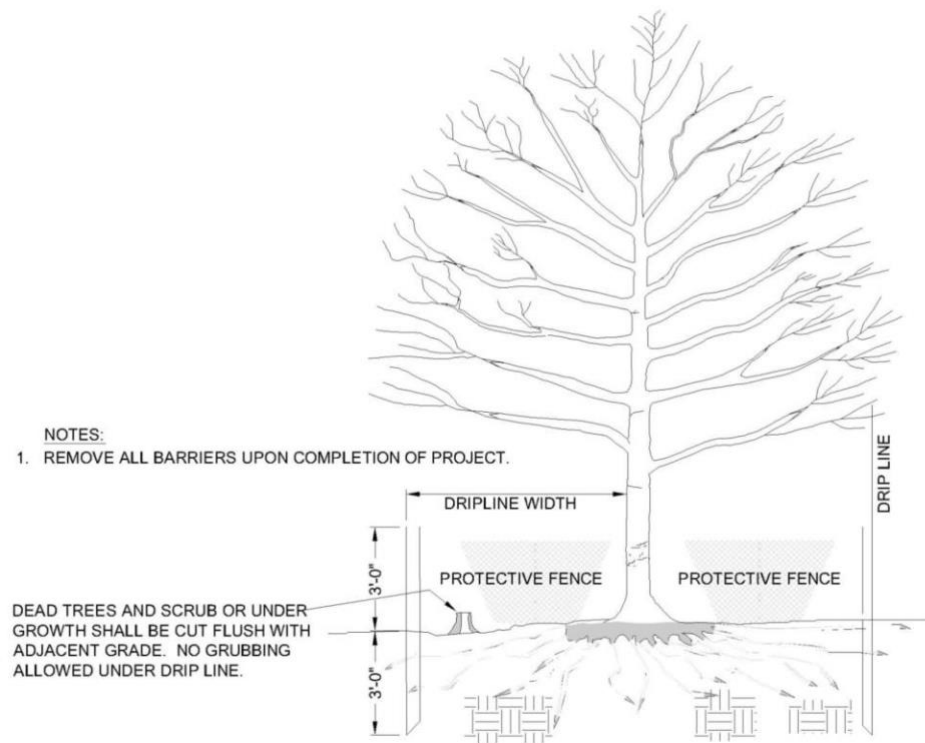 NOTES:
1. REMOVE ALL BARRIERS UPON COMPLETION OF PROJECT.
DRIP LINE
DRIPLINE WIDTH
3'-0"
PROTECTIVE FENCE
PROTECTIVE FENCE
DEAD TREES AND SCRUB OR UNDER
GROWTH SHALL BE CUT FLUSH WITH
ADJACENT GRADE. NO GRUBBING
ALLOWED UNDER DRIP LINE.
3'-0"